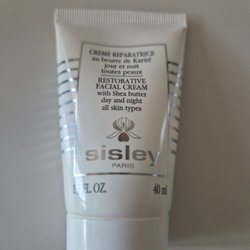 CREME REPARATRICE
au beurre de Karité
jour et nuit
toutes peaux
RESTORATIVE
FACIAL CREAM
with Shea butter
day and night
all skin types
sisley
PARIS
FL.OZ.
40 ml